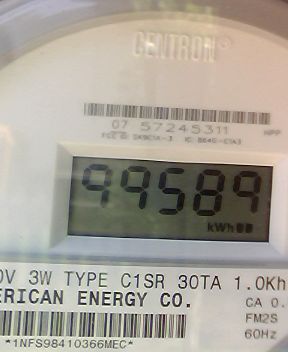 CENTRON®
07 57245311 HPP
99589
kWh
0V 3W TYPE C1SR 30TA 1.0Kh
ERICAN ENERGY CO.
CA 0.
FM2S
60Hz
*1NFS98410366MEC*